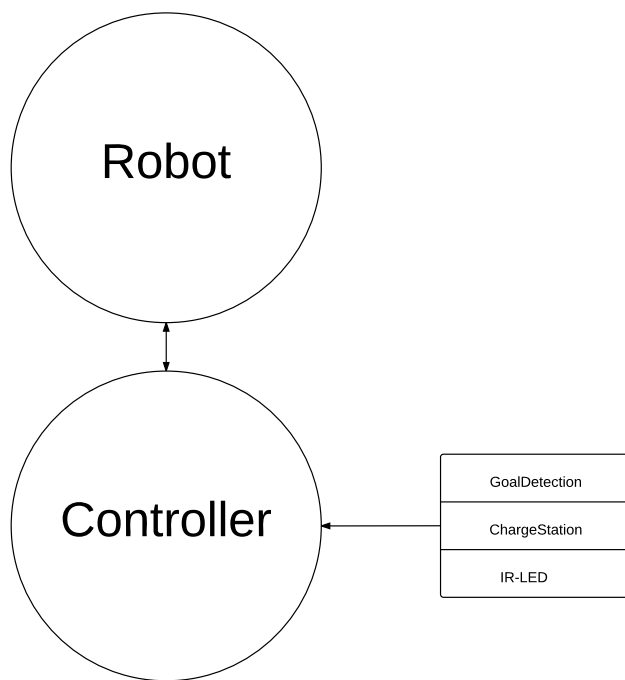 Robot
Controller
GoalDetection
ChargeStation
IR-LED